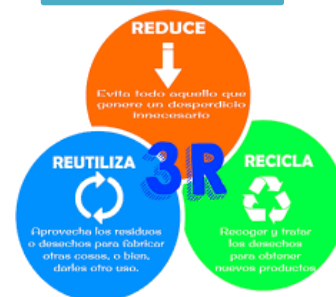 REDUCE
Evita todo aquello que
genere un desperdicio
innecesario
3R
REUTILIZA
Aprovecha los residuos
o desechos para fabricar
otras cosas, o bien,
darles otro uso.
RECICLA
Recoger y tratar
los desechos
para obtener
nuevos productos